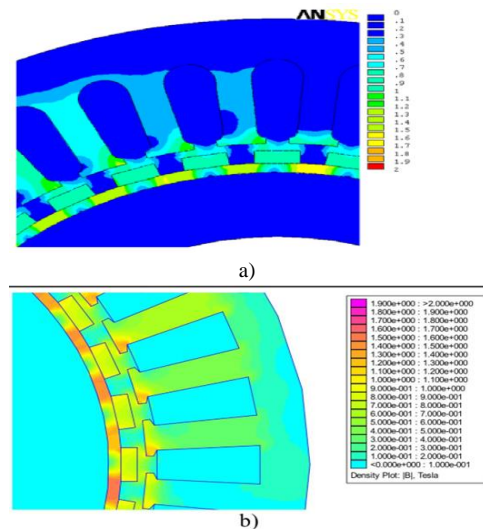 ANSYS
0
.1
.2
.3
.4
.5
.6
.7
.8
.9
1
1.1
1.2
1.3
1.4
1.5
1.6
1.7
1.8
1.9
2
a)
1.900e+000 : >2.000e+000
1.800e+000 : 1.900e+000
1.700e+000 : 1.800e+000
1.600e+000 : 1.700e+000
1.500e+000 : 1.600e+000
1.400e+000 : 1.500e+000
1.300e+000 : 1.400e+000
1.200e+000 : 1.300e+000
1.100e+000 : 1.200e+000
1.000e+000 : 1.100e+000
9.000e-001 : 1.000e+000
8.000e-001 : 9.000e-001
7.000e-001 : 8.000e-001
6.000e-001 : 7.000e-001
5.000e-001 : 6.000e-001
4.000e-001 : 5.000e-001
3.000e-001 : 4.000e-001
2.000e-001 : 3.000e-001
1.000e-001 : 2.000e-001
<0.000e+000 : 1.000e-001
Density Plot: |B|, Tesla
b)